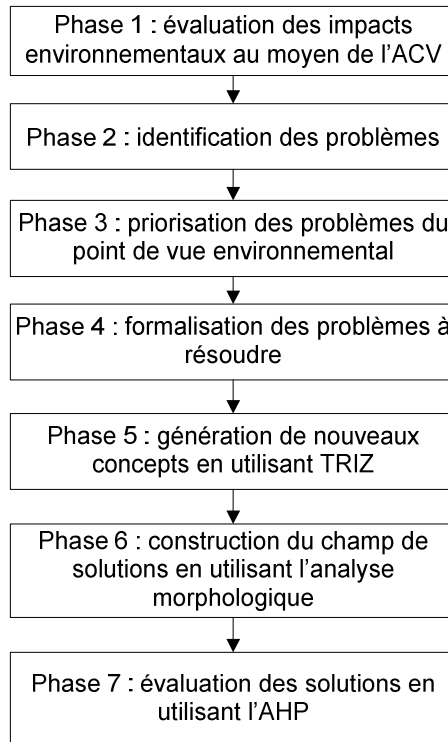 Phase 1 : évaluation des impacts
environnementaux au moyen de l’ACV
Phase 2 : identification des problèmes
Phase 3 : priorisation des problèmes du
point de vue environnemental
Phase 4 : formalisation des problèmes à
résoudre
Phase 5 : génération de nouveaux
concepts en utilisant TRIZ
Phase 6 : construction du champ de
solutions en utilisant l’analyse
morphologique
Phase 7 : évaluation des solutions en
utilisant l’AHP